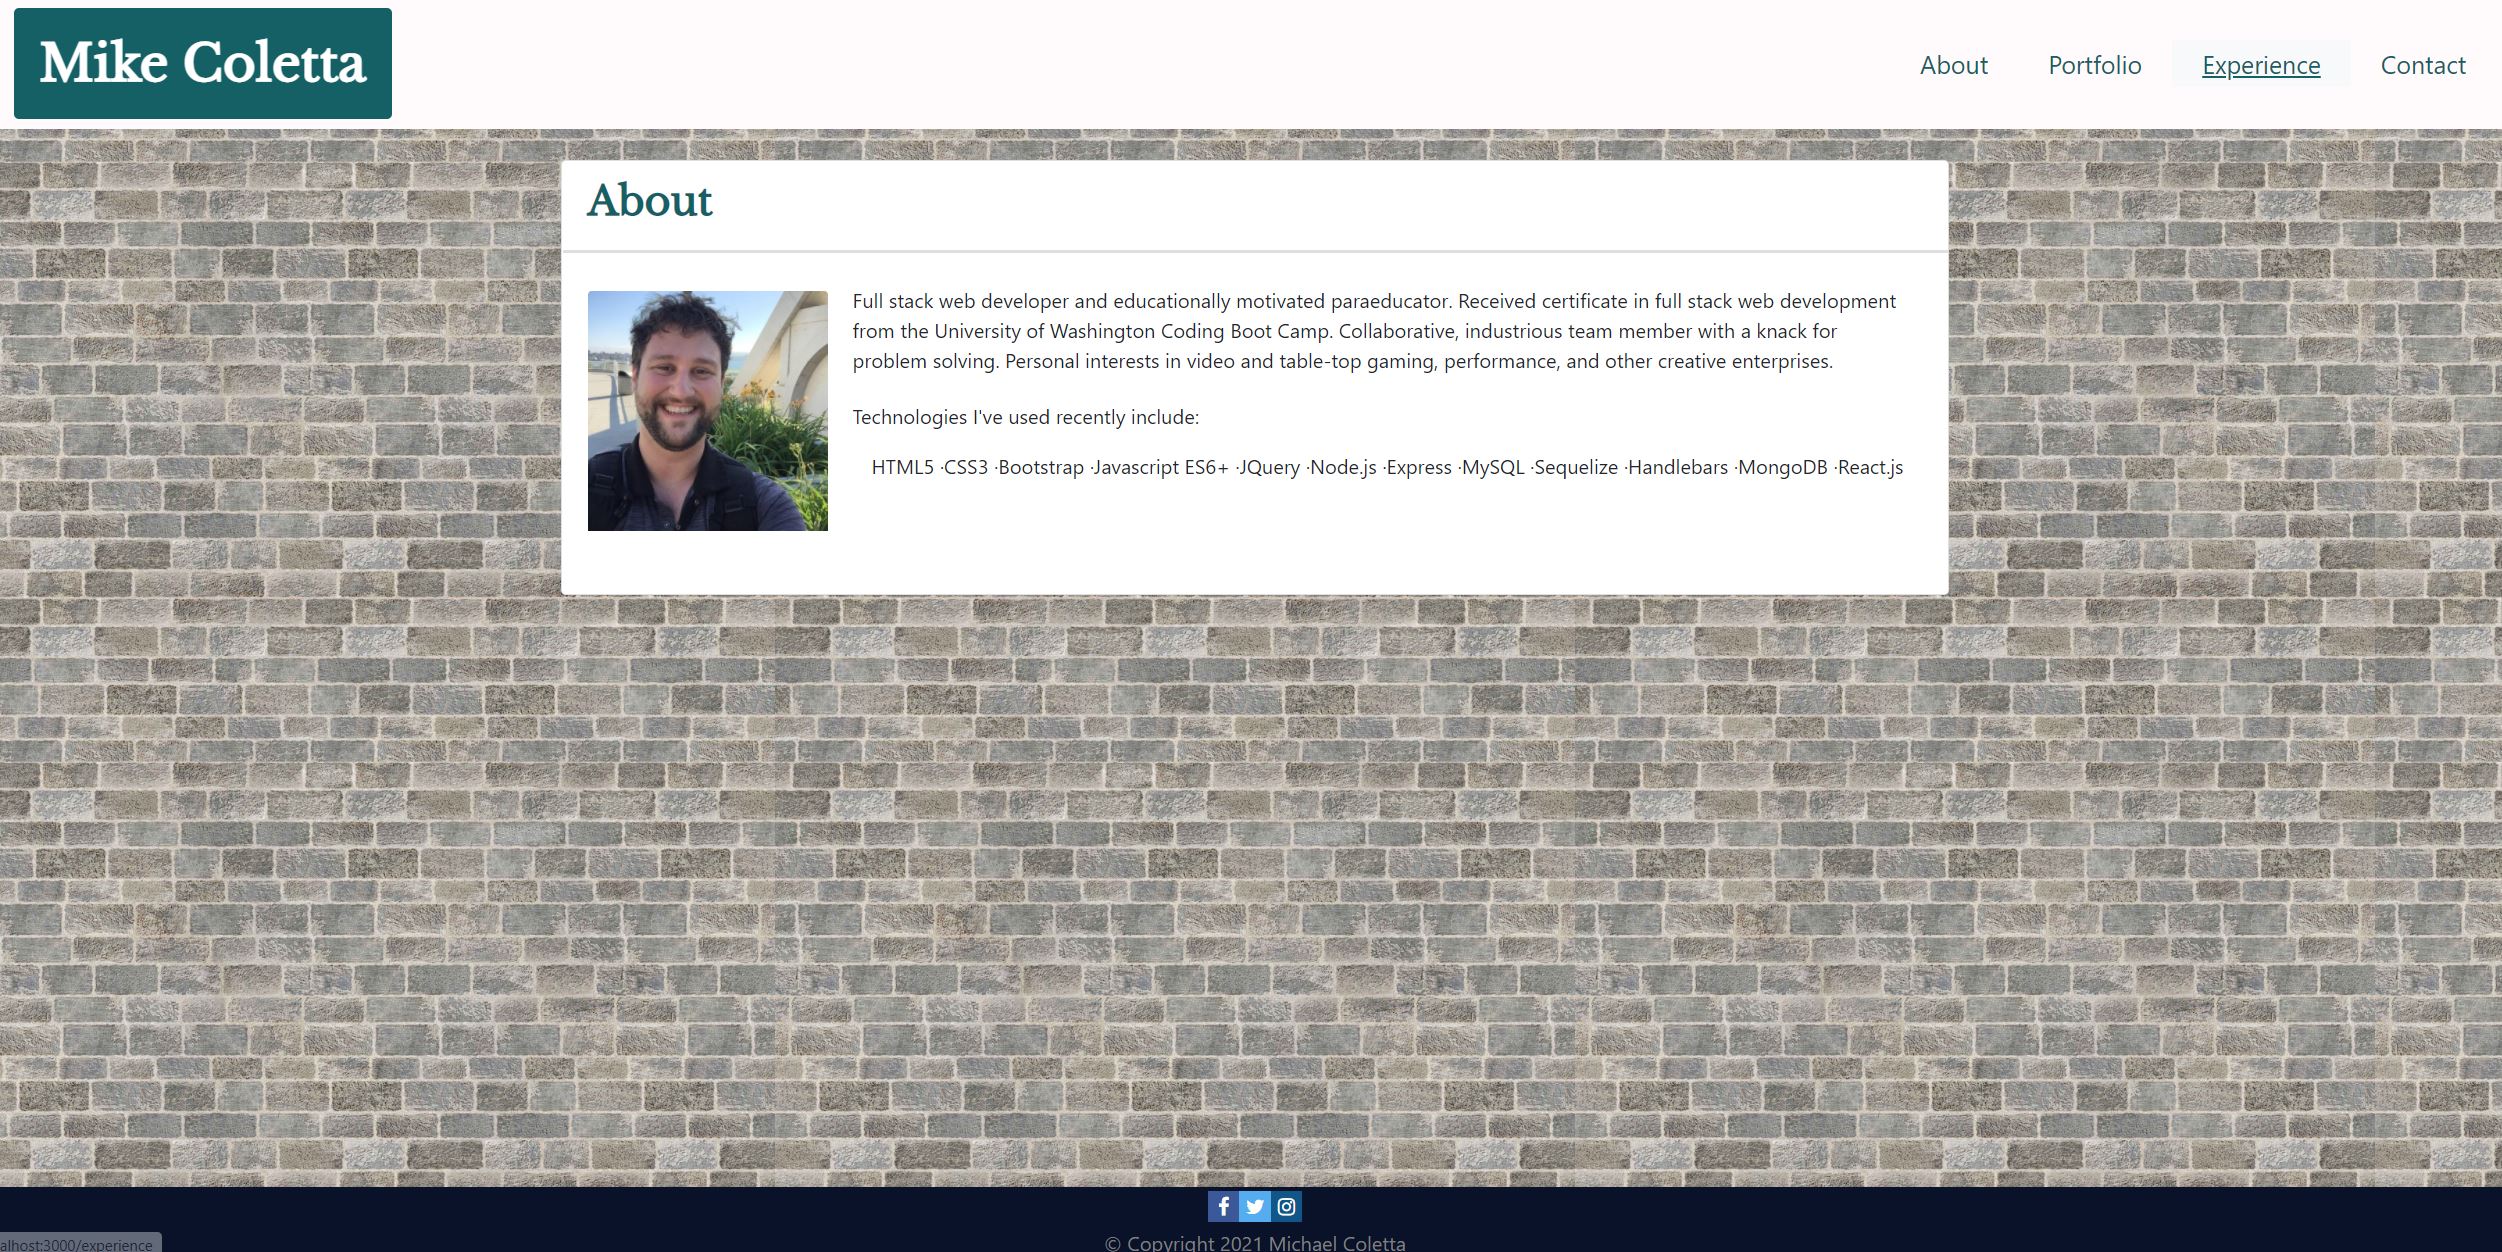 Mike Coletta
About
Portfolio
Experience
Contact
About
Full stack web developer and educationally motivated paraeducator. Received certificate in full stack web development
from the University of Washington Coding Boot Camp. Collaborative, industrious team member with a knack for
problem solving. Personal interests in video and table-top gaming, performance, and other creative enterprises.
Technologies I've used recently include:
HTML5 ·CSS3 ·Bootstrap ·Javascript ES6+ ·JQuery ·Node.js ·Express ·MySQL ·Sequelize ·Handlebars ·MongoDB ·React.js
© Copyright 2021 Michael Coletta
alhost:3000/experience